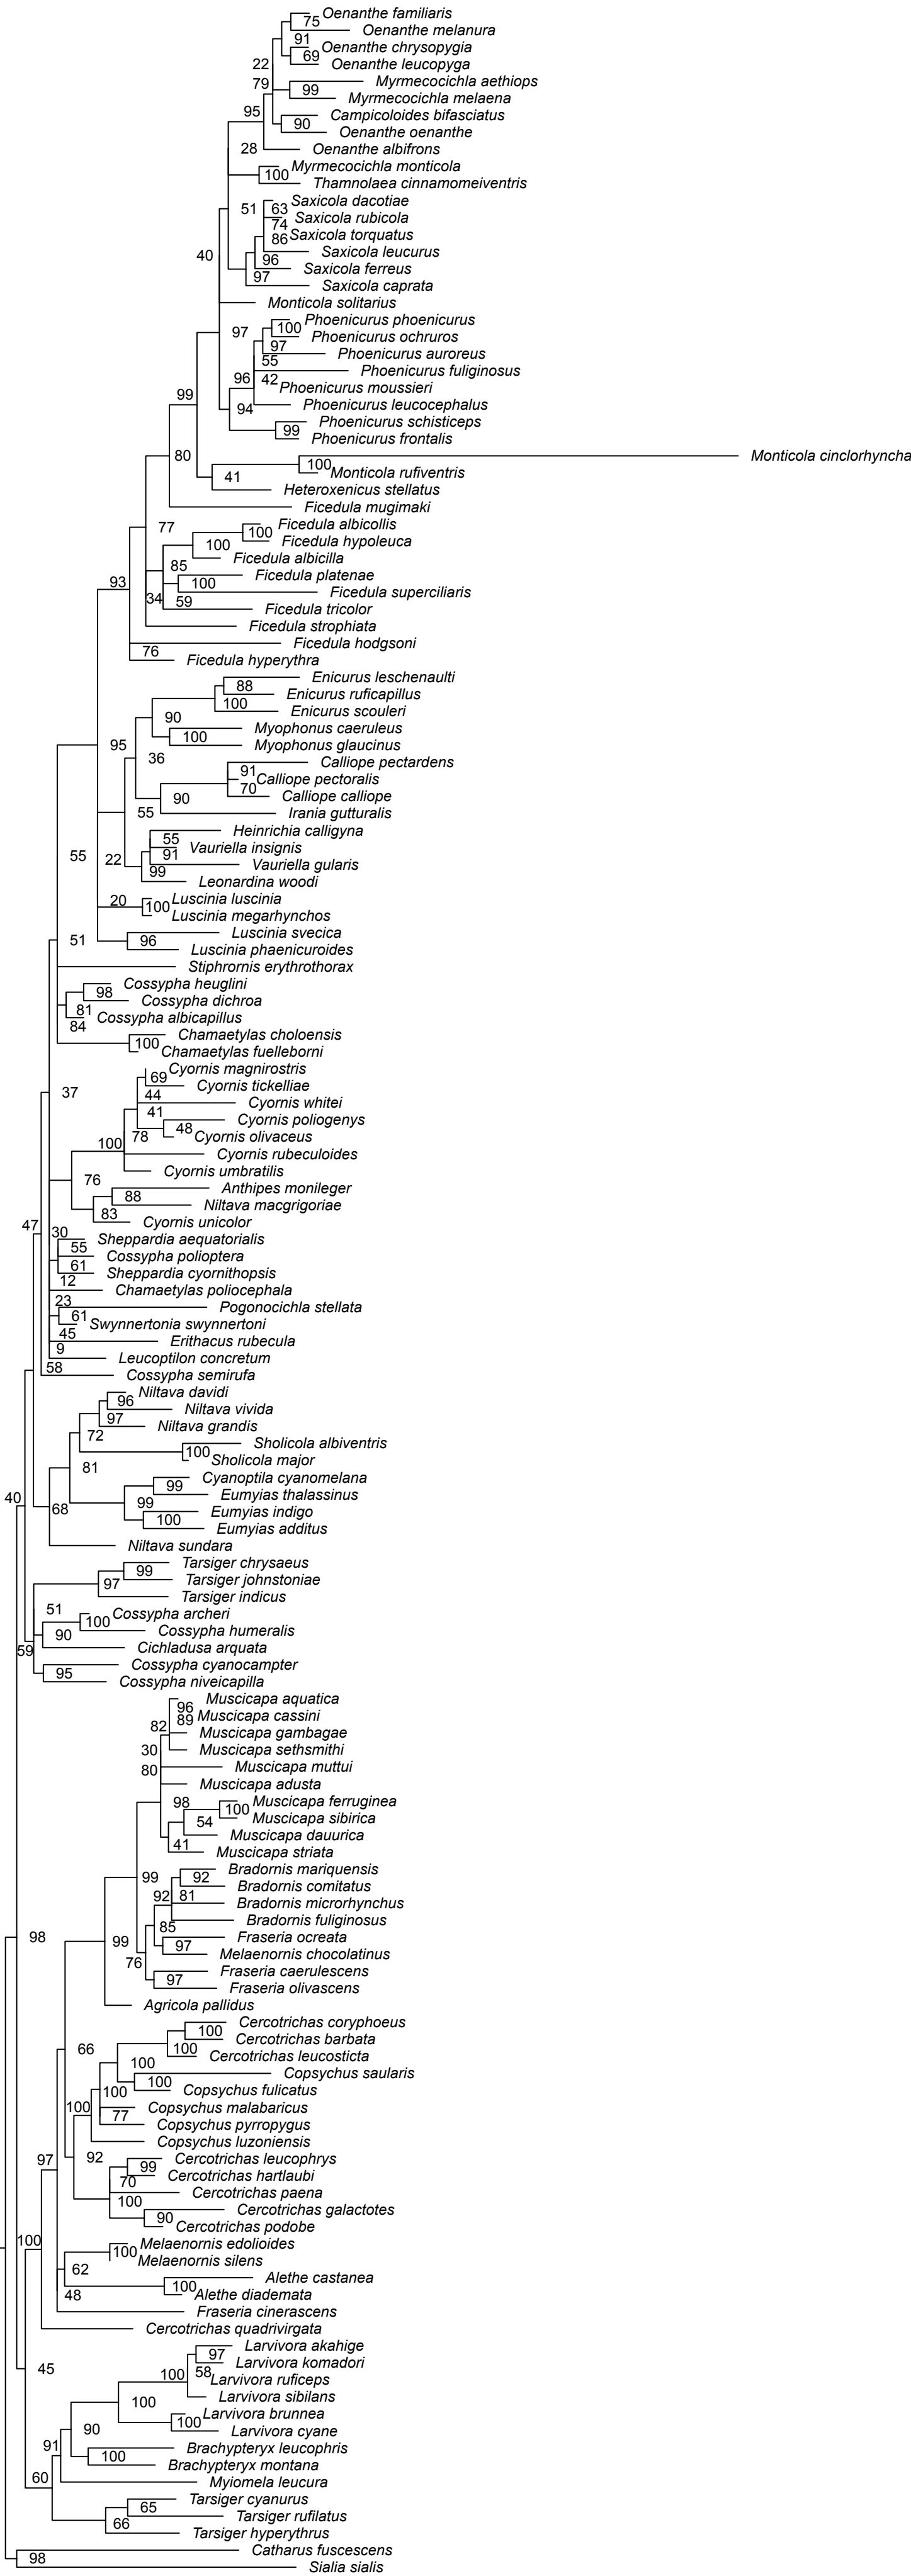 Oenanthe familiaris
75
Oenanthe melanura
91
Oenanthe chrysopygia
69
22
Oenanthe leucopyga
79
Myrmecocichla aethiops
99
Myrmecocichla melaena
95
Campicoloides bifasciatus
90
Oenanthe oenanthe
28
Oenanthe albifrons
Myrmecocichla monticola
100
Thamnolaea cinnamomeiventris
Saxicola dacotiae
51
63
Saxicola rubicola
74
Saxicola torquatus
86
40
Saxicola leucurus
96
Saxicola ferreus
97
Saxicola caprata
Monticola solitarius
Phoenicurus phoenicurus
97
100
Phoenicurus ochruros
97
Phoenicurus auroreus
55
Phoenicurus fuliginosus
96
42
Phoenicurus moussieri
99
94
Phoenicurus leucocephalus
Phoenicurus schisticeps
99
Phoenicurus frontalis
80
Monticola cinclorhyncha
100
Monticola rufiventris
41
Heteroxenicus stellatus
Ficedula mugimaki
77
Ficedula albicollis
100
Ficedula hypoleuca
100
Ficedula albicilla
85
Ficedula platenae
93
100
Ficedula superciliaris
34
59
Ficedula tricolor
Ficedula strophiata
Ficedula hodgsoni
76
Ficedula hyperythra
Enicurus leschenaulti
88
Enicurus ruficapillus
100
Enicurus scouleri
90
Myophonus caeruleus
95
100
Myophonus glaucinus
36
Calliope pectardens
91
Calliope pectoralis
70
90
Calliope calliope
55
Irania gutturalis
Heinrichia calligyna
55
Vauriella insignis
55
22
91
Vauriella gularis
99
Leonardina woodi
20
Luscinia luscinia
100
Luscinia megarhynchos
Luscinia svecica
51
96
Luscinia phaenicuroides
Stiphrornis erythrothorax
Cossypha heuglini
98
Cossypha dichroa
81
Cossypha albicapillus
84
Chamaetylas choloensis
100
Chamaetylas fuelleborni
Cyornis magnirostris
69
Cyornis tickelliae
37
44
Cyornis whitei
41
Cyornis poliogenys
78
48
Cyornis olivaceus
100
Cyornis rubeculoides
Cyornis umbratilis
76
Anthipes monileger
88
Niltava macgrigoriae
83
Cyornis unicolor
47
30
Sheppardia aequatorialis
55
Cossypha polioptera
61
Sheppardia cyornithopsis
12
Chamaetylas poliocephala
23
Pogonocichla stellata
61
Swynnertonia swynnertoni
45
Erithacus rubecula
9
Leucoptilon concretum
58
Cossypha semirufa
Niltava davidi
96
Niltava vivida
97
Niltava grandis
72
Sholicola albiventris
100
Sholicola major
81
Cyanoptila cyanomelana
99
Eumyias thalassinus
40
68
99
Eumyias indigo
100
Eumyias additus
Niltava sundara
Tarsiger chrysaeus
99
Tarsiger johnstoniae
97
Tarsiger indicus
51
Cossypha archeri
100
Cossypha humeralis
90
59
Cichladusa arquata
Cossypha cyanocampter
95
Cossypha niveicapilla
Muscicapa aquatica
96
Muscicapa cassini
89
82
Muscicapa gambagae
30
Muscicapa sethsmithi
80
Muscicapa muttui
Muscicapa adusta
98
Muscicapa ferruginea
100
Muscicapa sibirica
54
Muscicapa dauurica
41
Muscicapa striata
99
Bradornis mariquensis
92
Bradornis comitatus
92
81
Bradornis microrhynchus
85
Bradornis fuliginosus
98
99
Fraseria ocreata
97
Melaenornis chocolatinus
76
Fraseria caerulescens
97
Fraseria olivascens
Agricola pallidus
Cercotrichas coryphoeus
100
Cercotrichas barbata
66
100
Cercotrichas leucosticta
100
Copsychus saularis
100
100
Copsychus fulicatus
100
Copsychus malabaricus
77
Copsychus pyrropygus
Copsychus luzoniensis
97
92
Cercotrichas leucophrys
99
Cercotrichas hartlaubi
70
Cercotrichas paena
100
Cercotrichas galactotes
90
Cercotrichas podobe
100
Melaenornis edolioides
100
Melaenornis silens
62
Alethe castanea
48
100
Alethe diademata
Fraseria cinerascens
Cercotrichas quadrivirgata
45
Larvivora akahige
97
Larvivora komadori
100
58
Larvivora ruficeps
Larvivora sibilans
100
Larvivora brunnea
100
Larvivora cyane
90
91
Brachypteryx leucophris
100
Brachypteryx montana
60
Myiomela leucura
Tarsiger cyanurus
65
Tarsiger rufilatus
66
Tarsiger hyperythrus
Catharus fuscescens
98
Sialia sialis